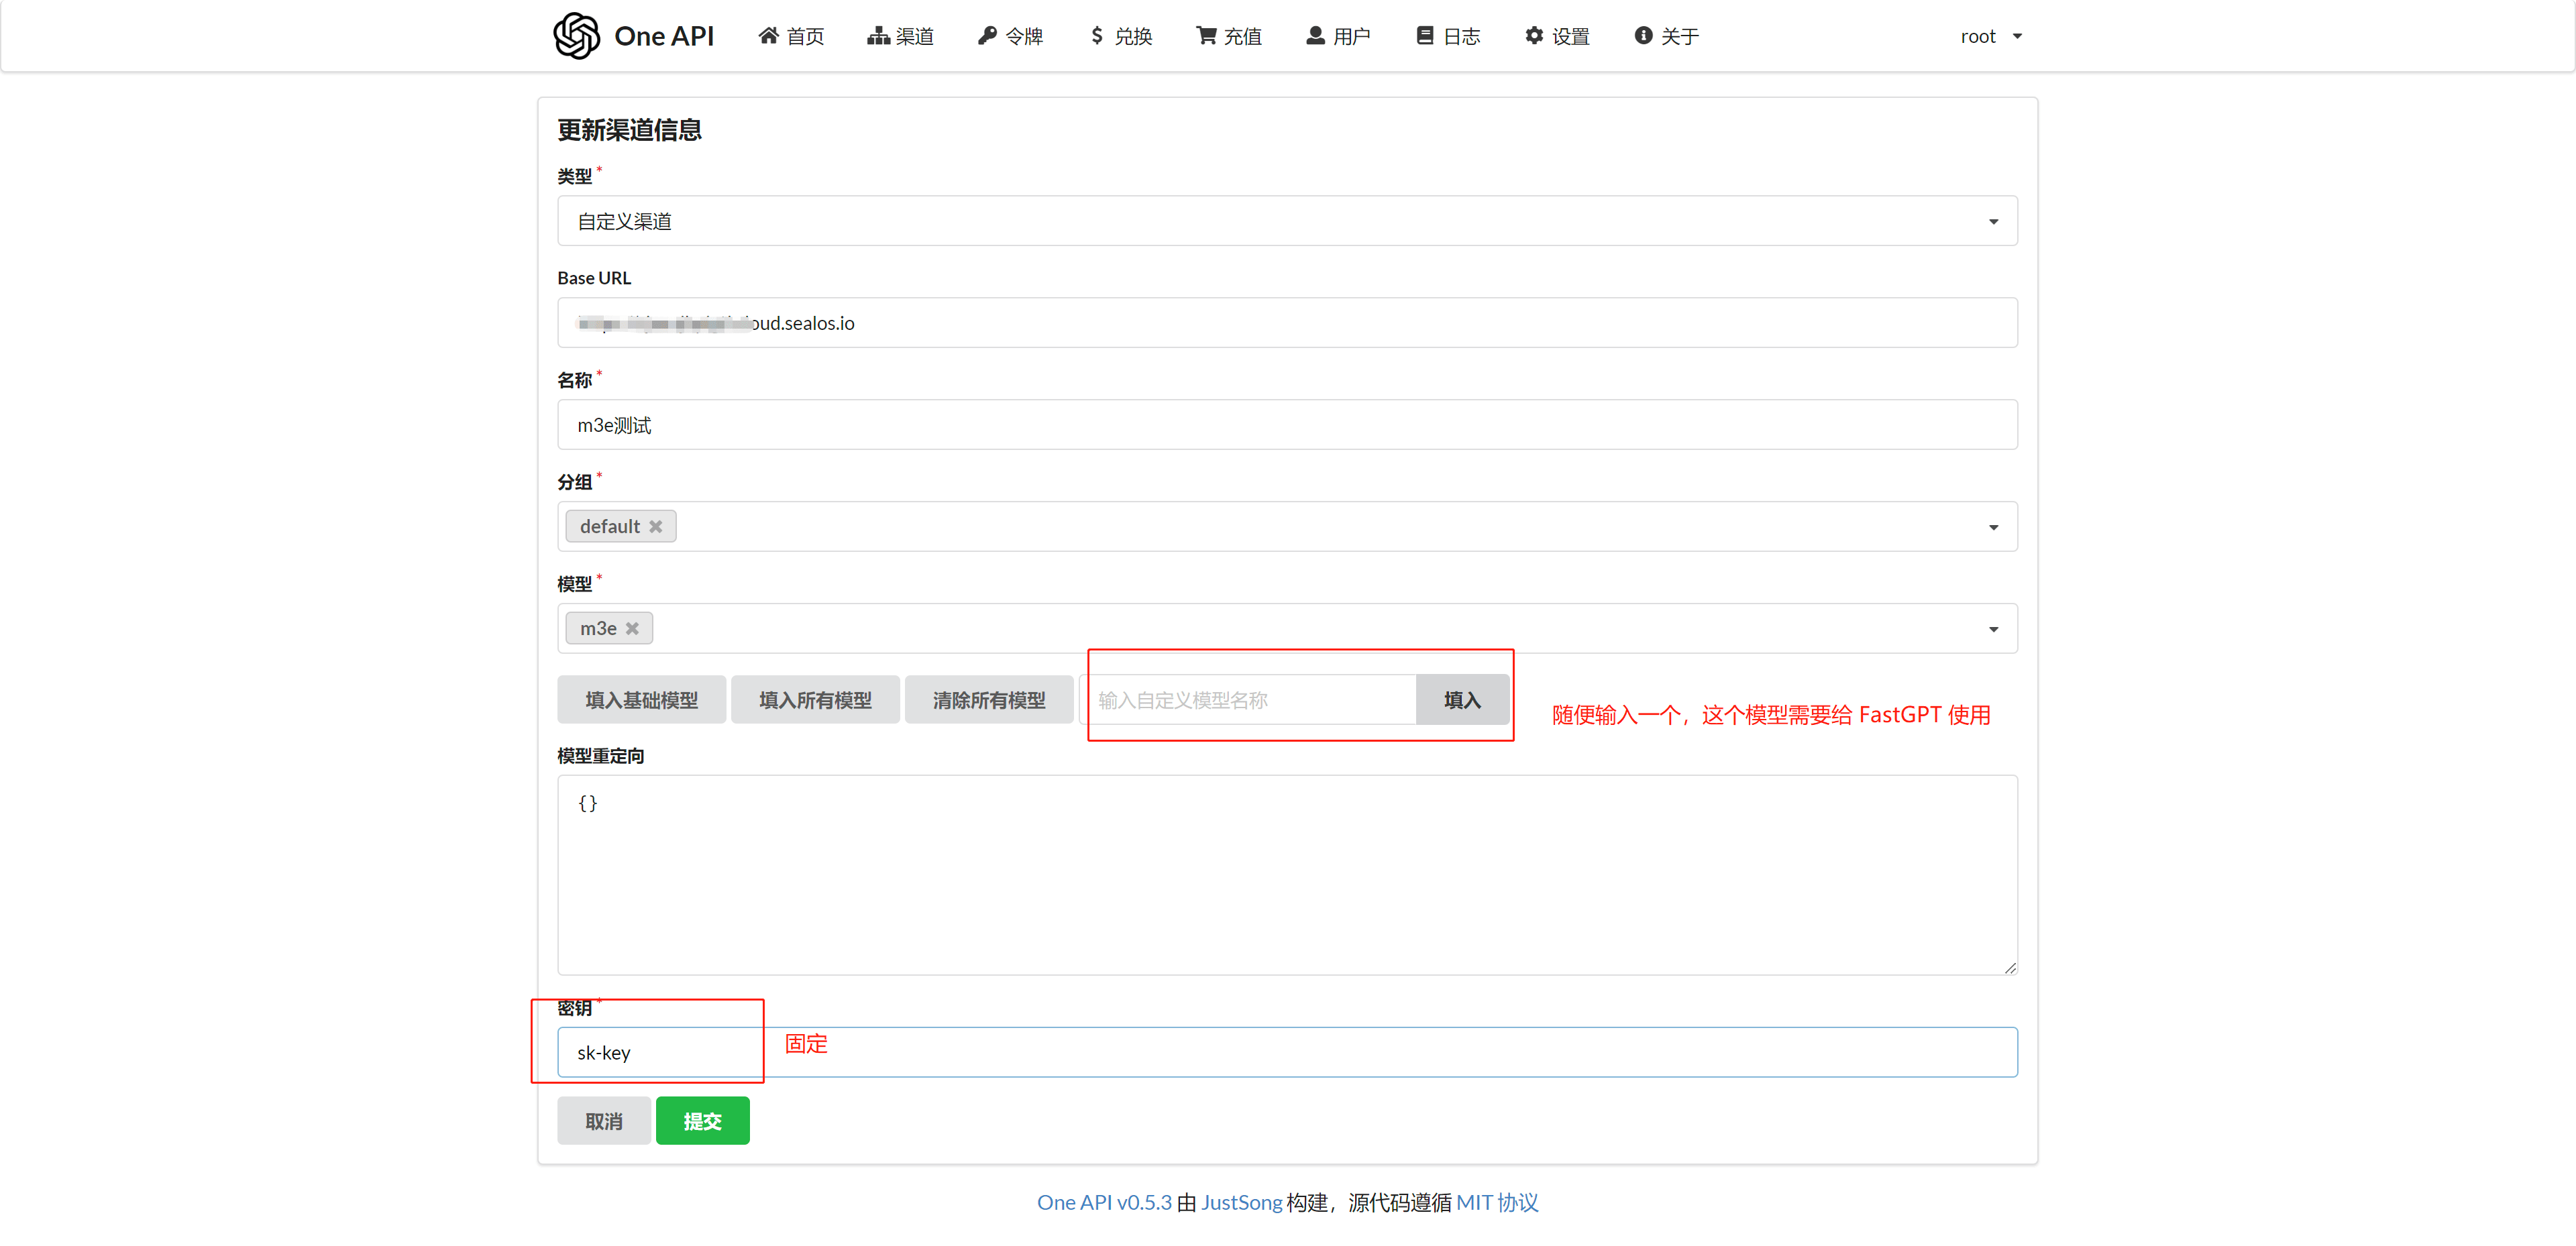 One API 首页 渠道 令牌 兑换 充值 用户 日志 设置 关于 root
更新渠道信息
类型*
自定义渠道
Base URL
oud.sealos.io
名称*
m3e测试
分组*
default
模型*
m3e
填入基础模型 填入所有模型 清除所有模型 输入自定义模型名称 填入
随便输入一个，这个模型需要给 FastGPT 使用
模型重定向
{}
密钥*
sk-key
固定
取消 提交
One API v0.5.3 由 JustSong 构建，源代码遵循 MIT 协议